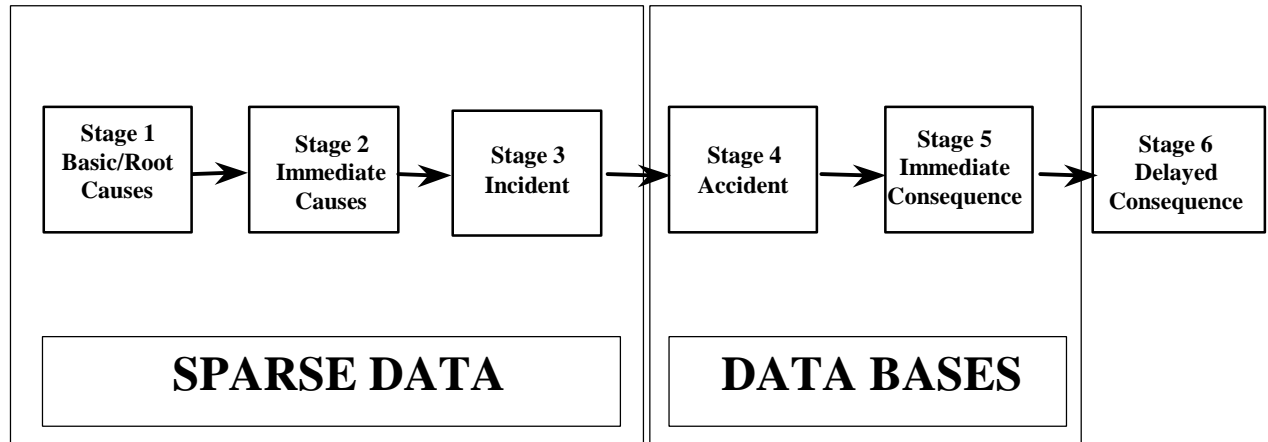 Stage 1
Basic/Root
Causes
Stage 2
Immediate
Causes
Stage 3
Incident
Stage 4
Accident
Stage 5
Immediate
Consequence
Stage 6
Delayed
Consequence
SPARSE DATA
DATA BASES